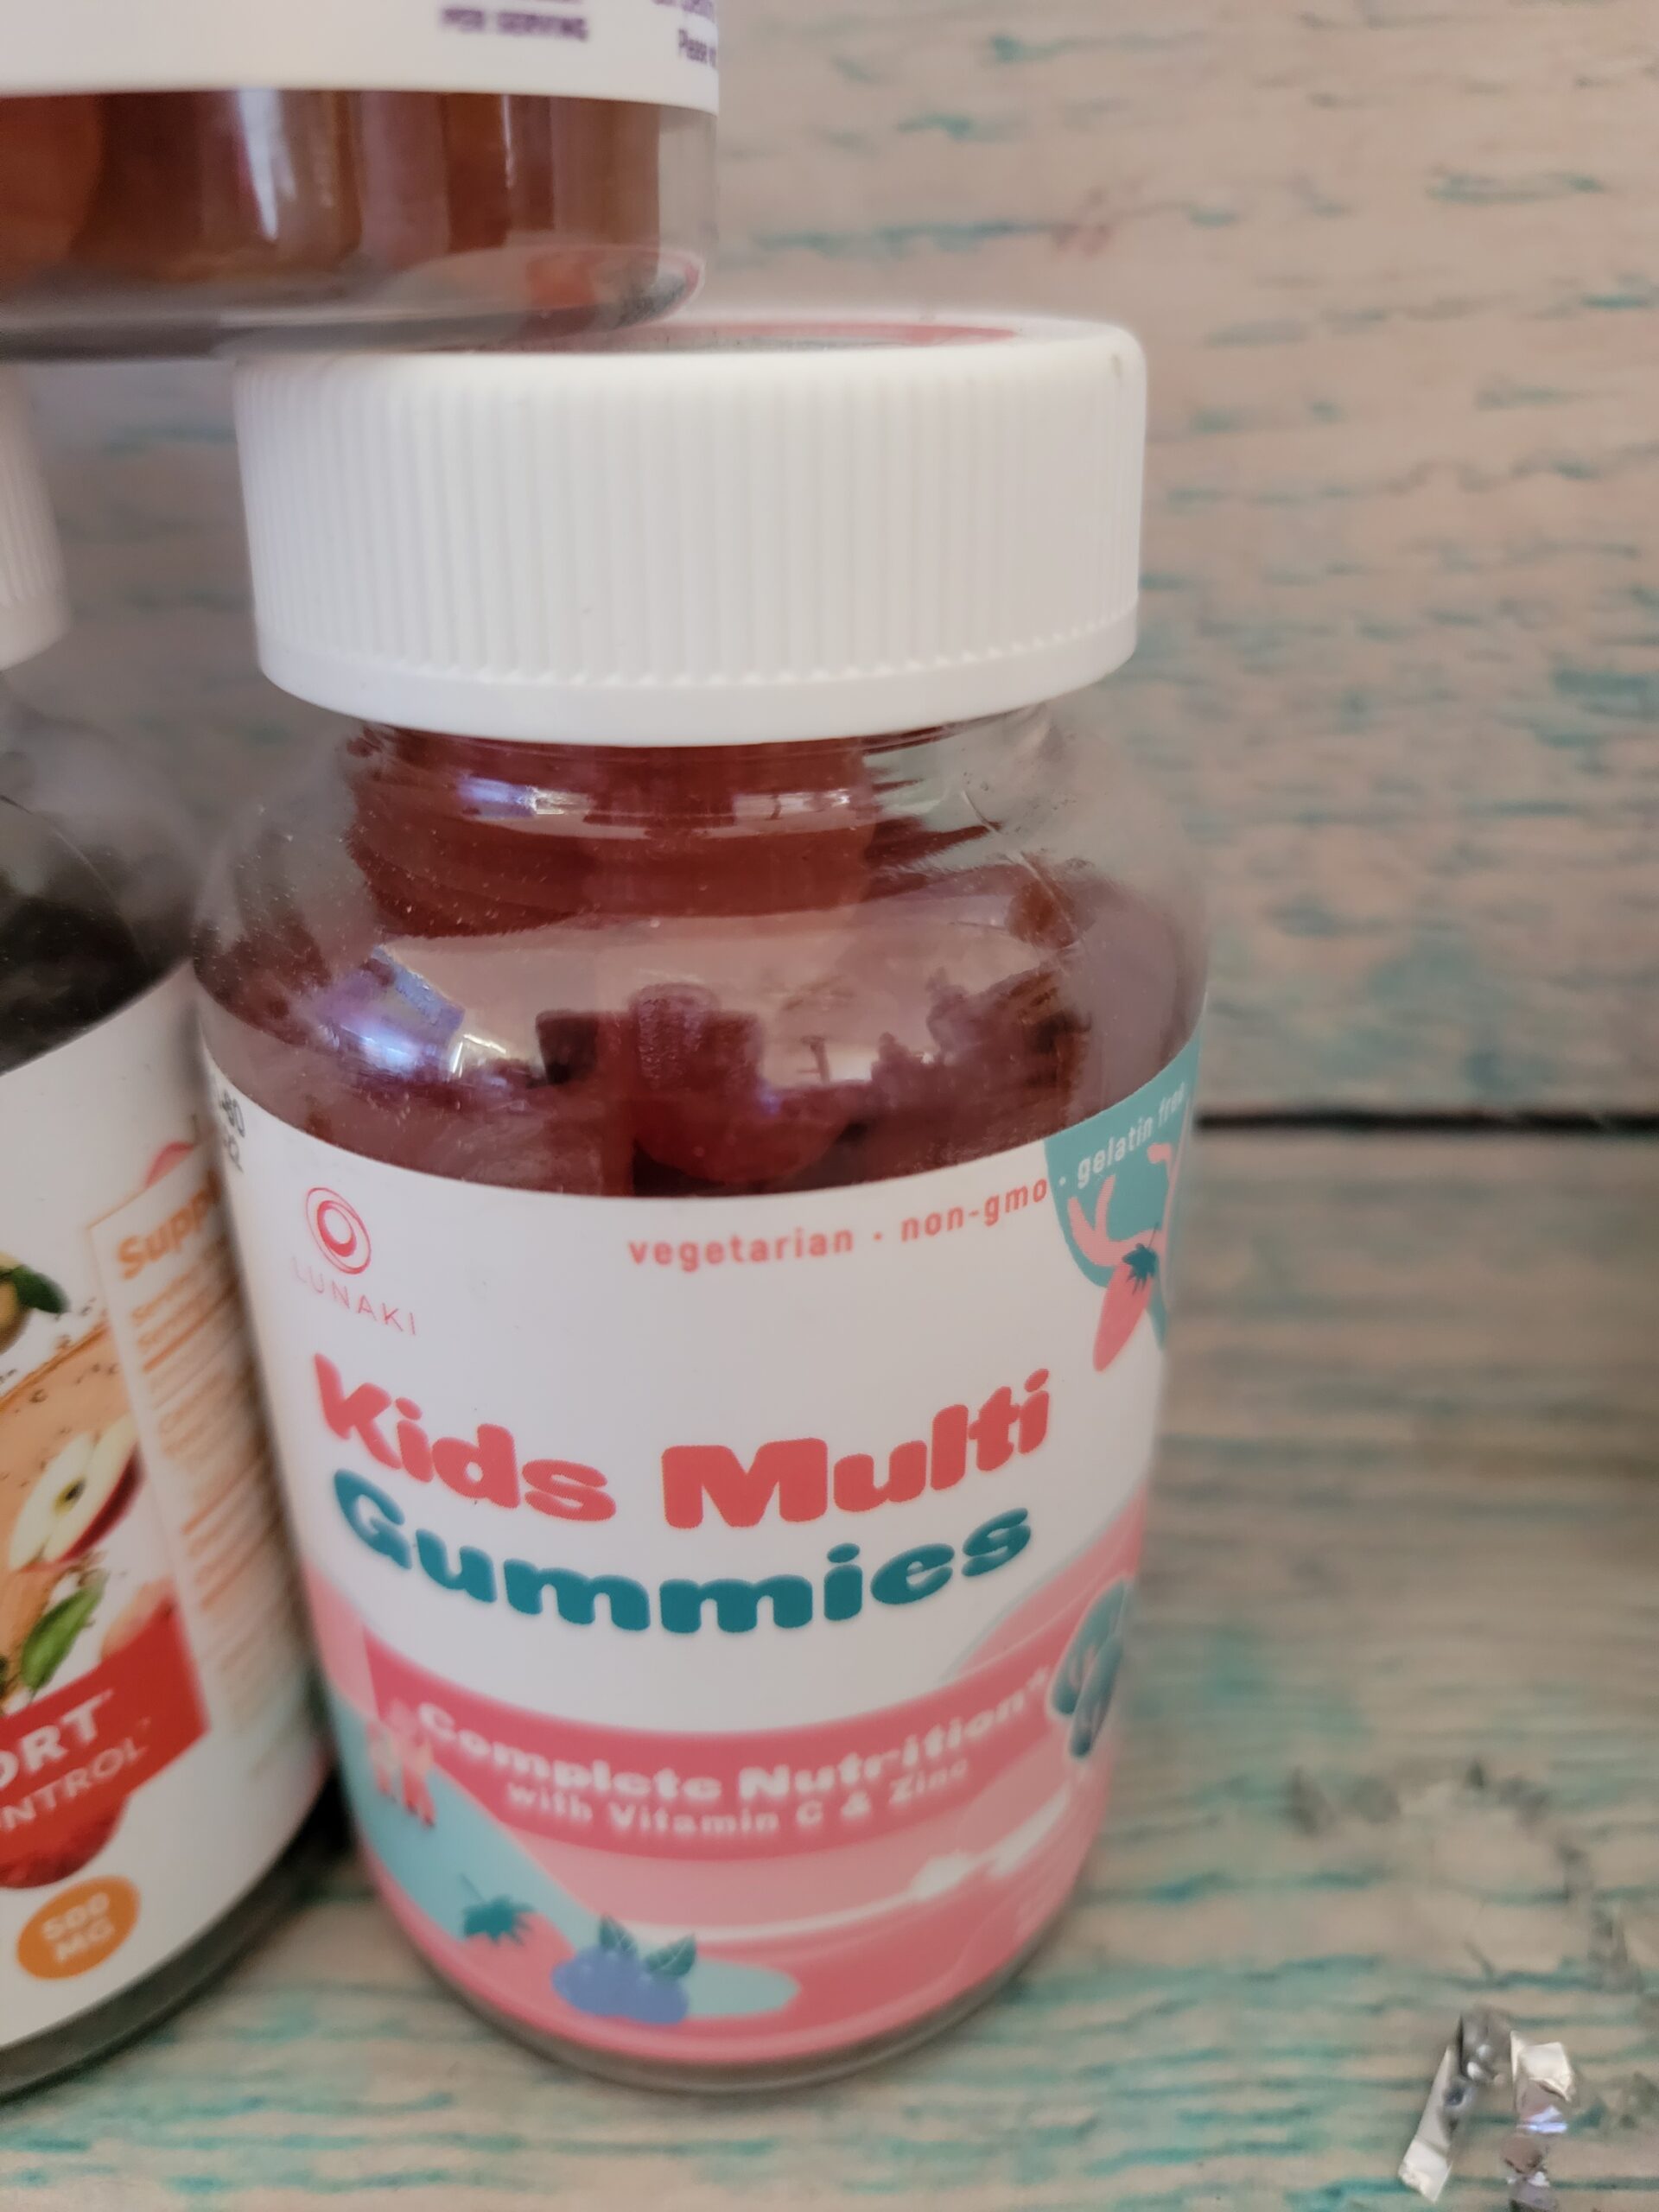 PER SERVING
LUNAKI
vegetarian · non-gmo · gelatin free
Kids Multi
Gummies
Complete Nutrition
with Vitamin C & Zinc
Supp
ORT
NTROL
500
MG